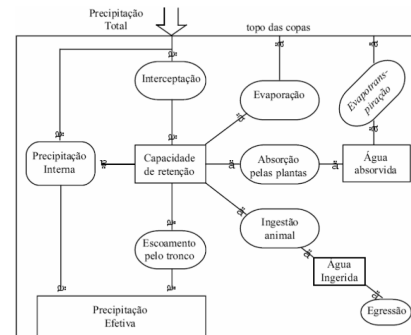 Precipitação
Total
topo das copas
Interceptação
Evaporação
Evapotrans-
piração
Precipitação
Interna
Capacidade
de retenção
Absorção
pelas plantas
Água
absorvida
Escoamento
pelo tronco
Ingestão
animal
Água
Ingerida
Precipitação
Efetiva
Egressão